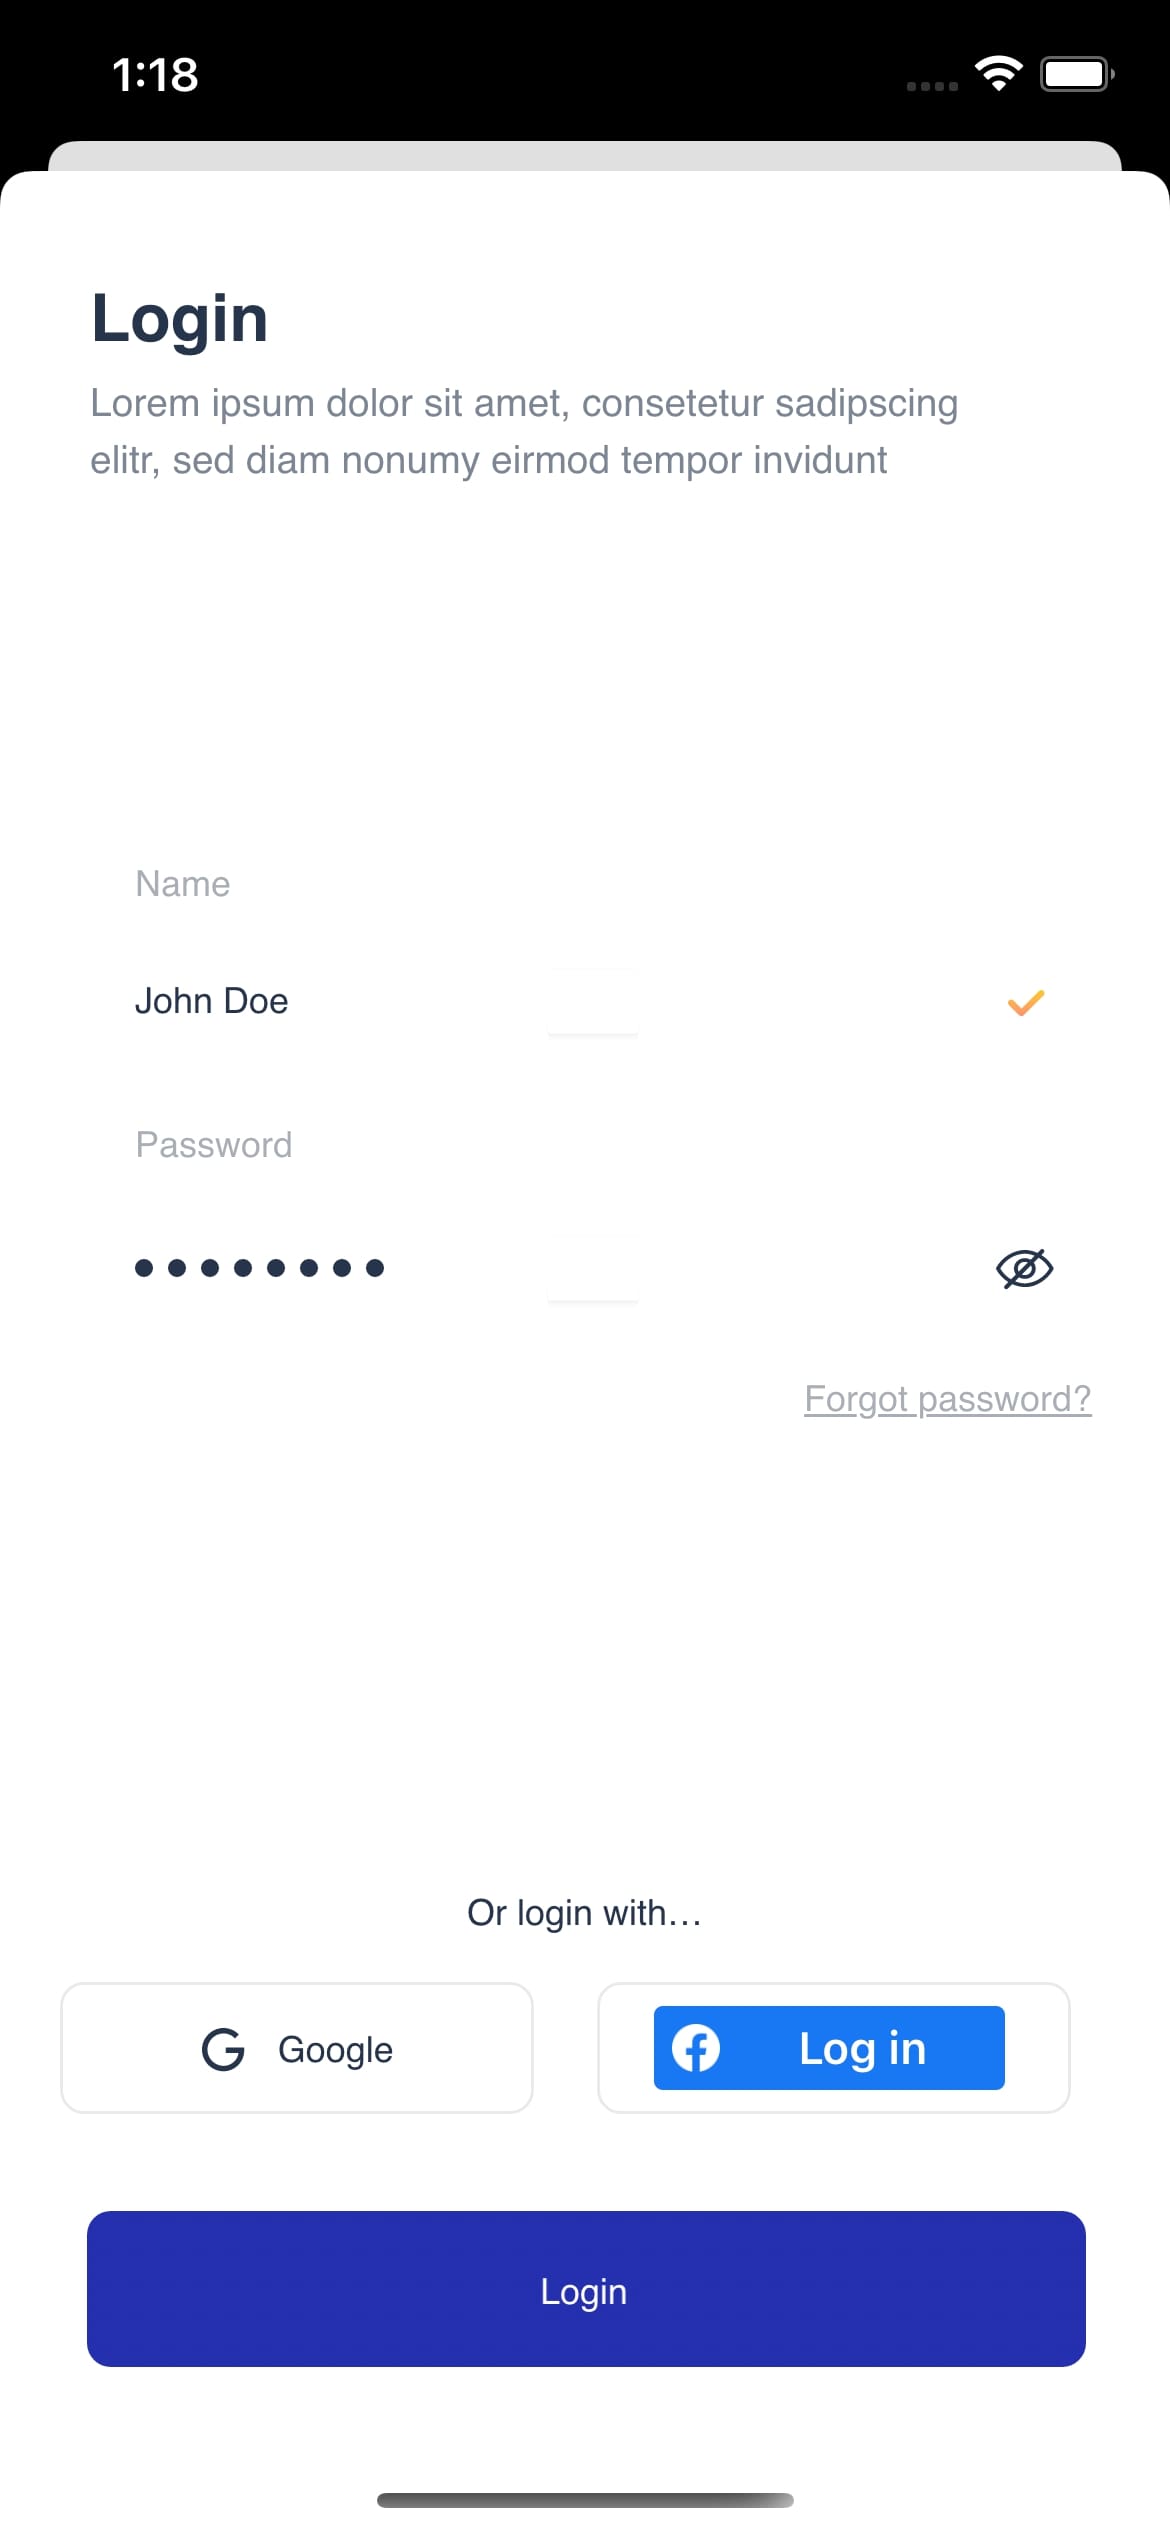 1:18
Login
Lorem ipsum dolor sit amet, consetetur sadipscing
elitr, sed diam nonumy eirmod tempor invidunt
Name
John Doe
Password
Forgot password?
Or login with...
Google
Log in
Login